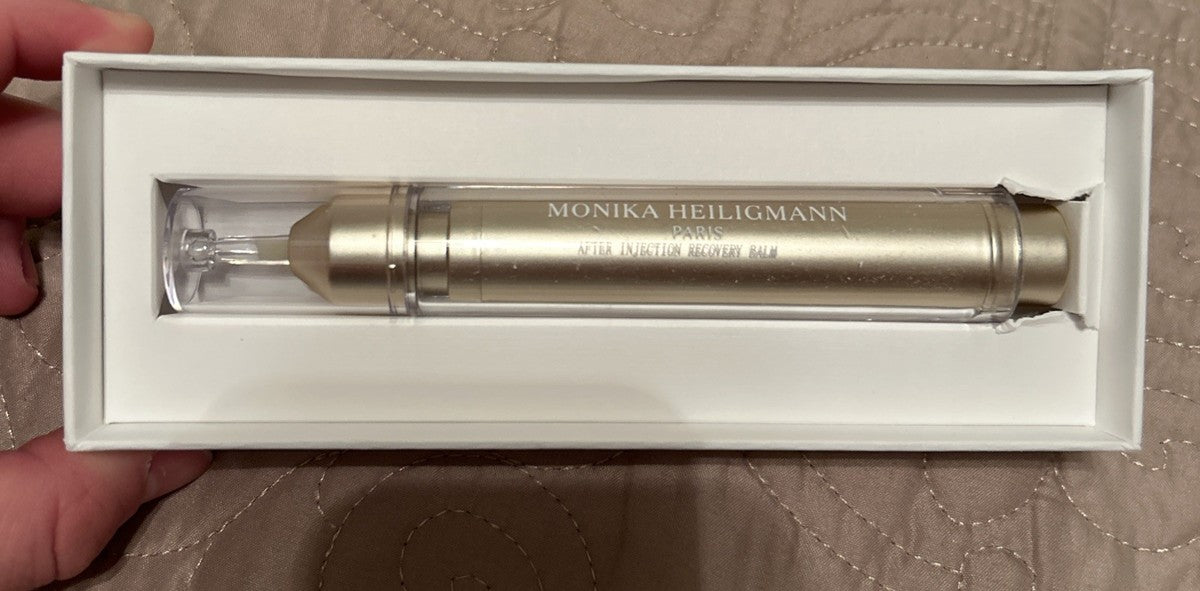 MONIKA HEILIGMANN
PARIS
AFTER INJECTION RECOVERY BALM